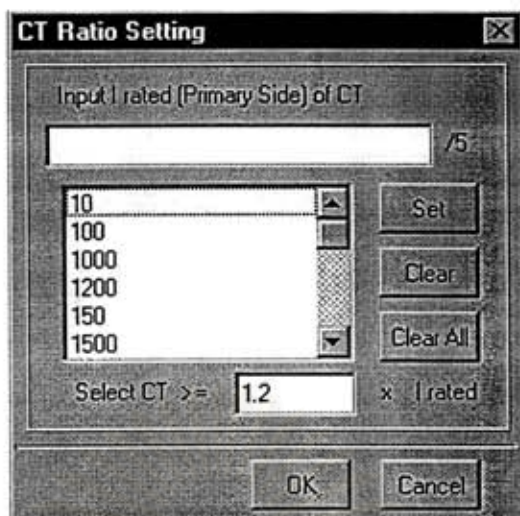 CT Ratio Setting
Input I rated (Primary Side) of CT
/5
10
100
1000
1200
150
1500
Set
Clear
Clear All
Select CT >= 1.2 x I rated
OK
Cancel